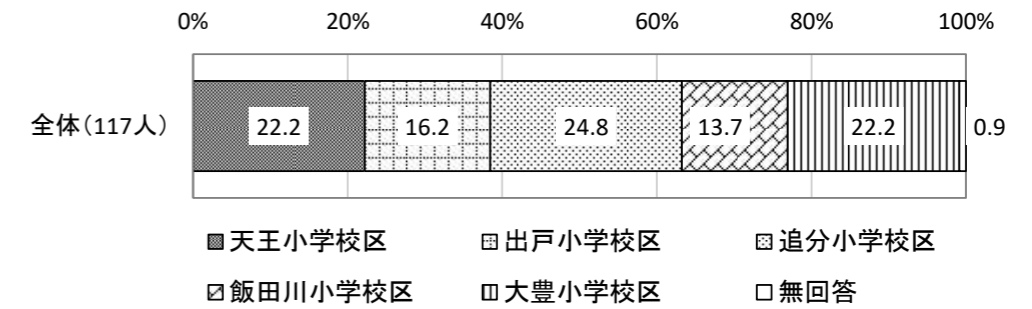 0% 20% 40% 60% 80% 100%
全体（117人） 22.2 16.2 24.8 13.7 22.2 0.9
天王小学校区 出戸小学校区 追分小学校区
飯田川小学校区 大豊小学校区 無回答